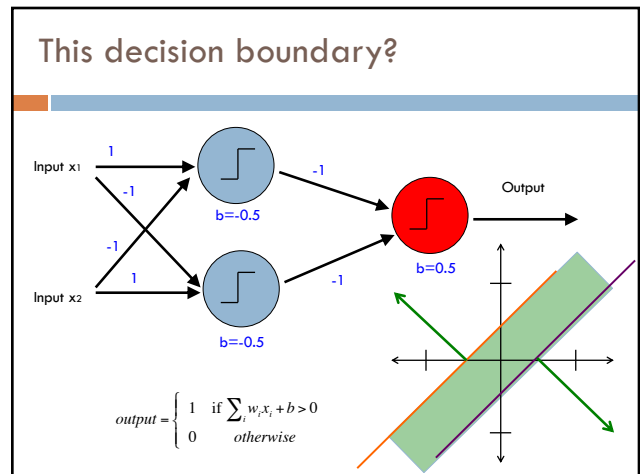 This decision boundary?
Input x1
1
-1
-1
1
Input x2
b=-0.5
b=-0.5
-1
-1
b=0.5
Output
output = { 1 if ∑i wixi + b > 0
0 otherwise